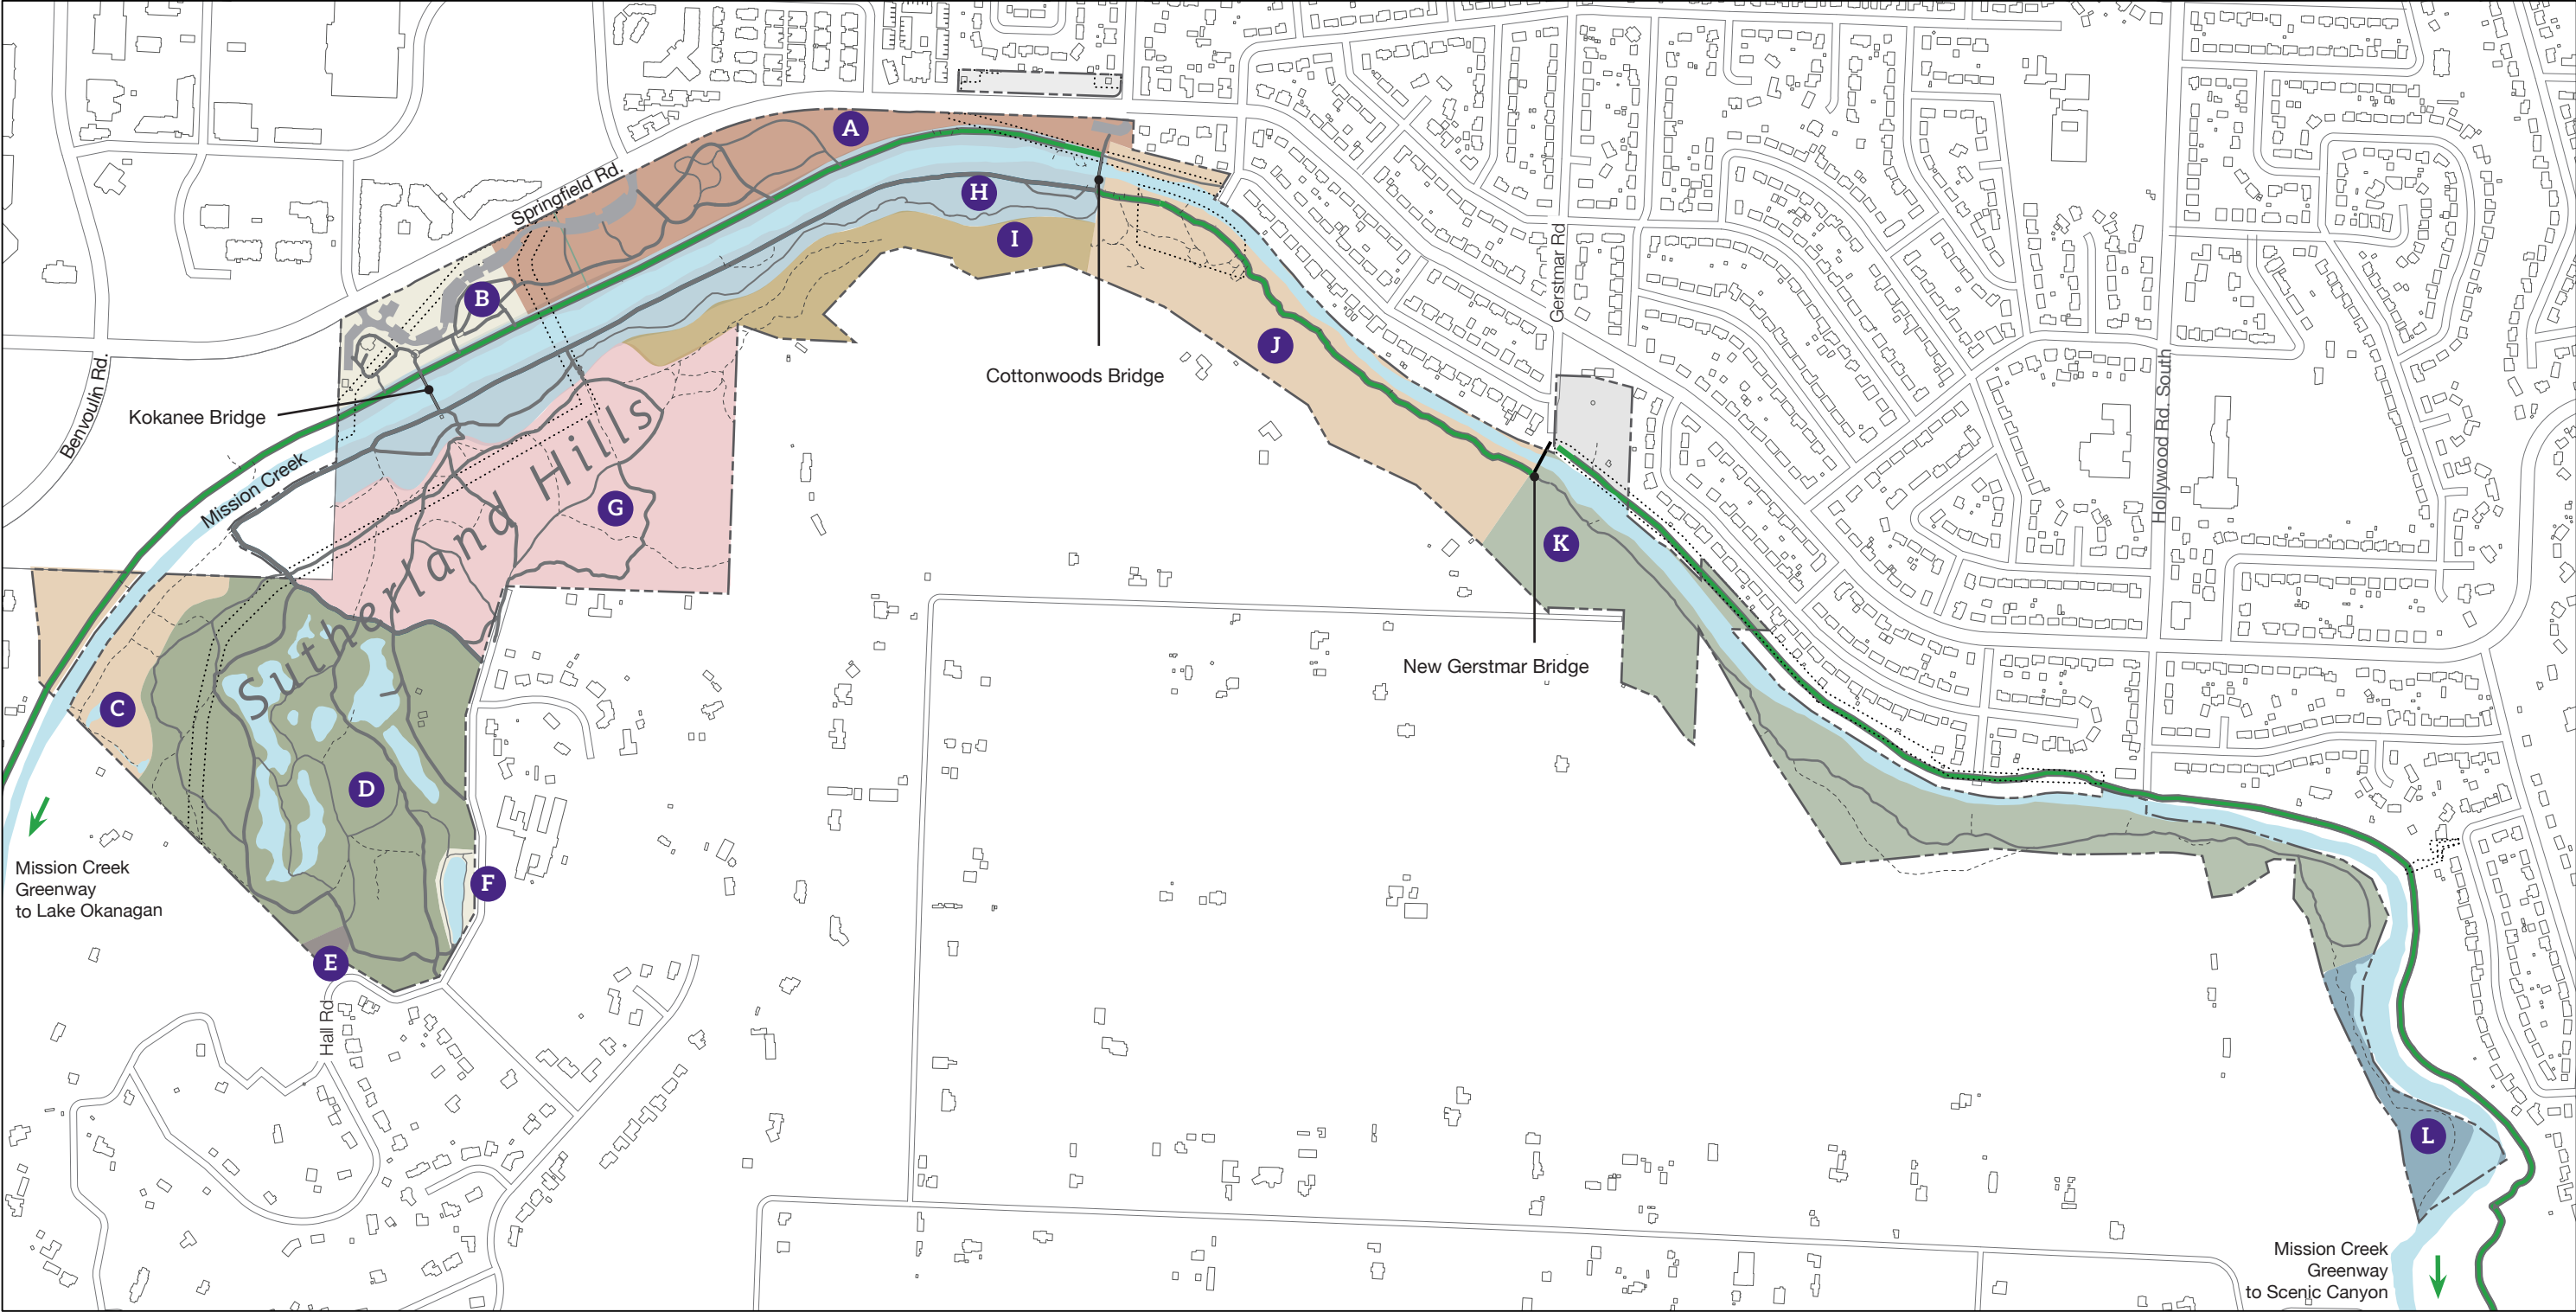 A
H
Springfield Rd.
I
Gerstmar Rd
B
J
Cottonwoods Bridge
Benvoulin Rd.
Kokanee Bridge
Hollywood Rd. South
Mission Creek
G
K
Sutherland Hills
New Gerstmar Bridge
C
D
Mission Creek
Greenway
to Lake Okanagan
F
E
Hall Rd
L
Mission Creek
Greenway
to Scenic Canyon